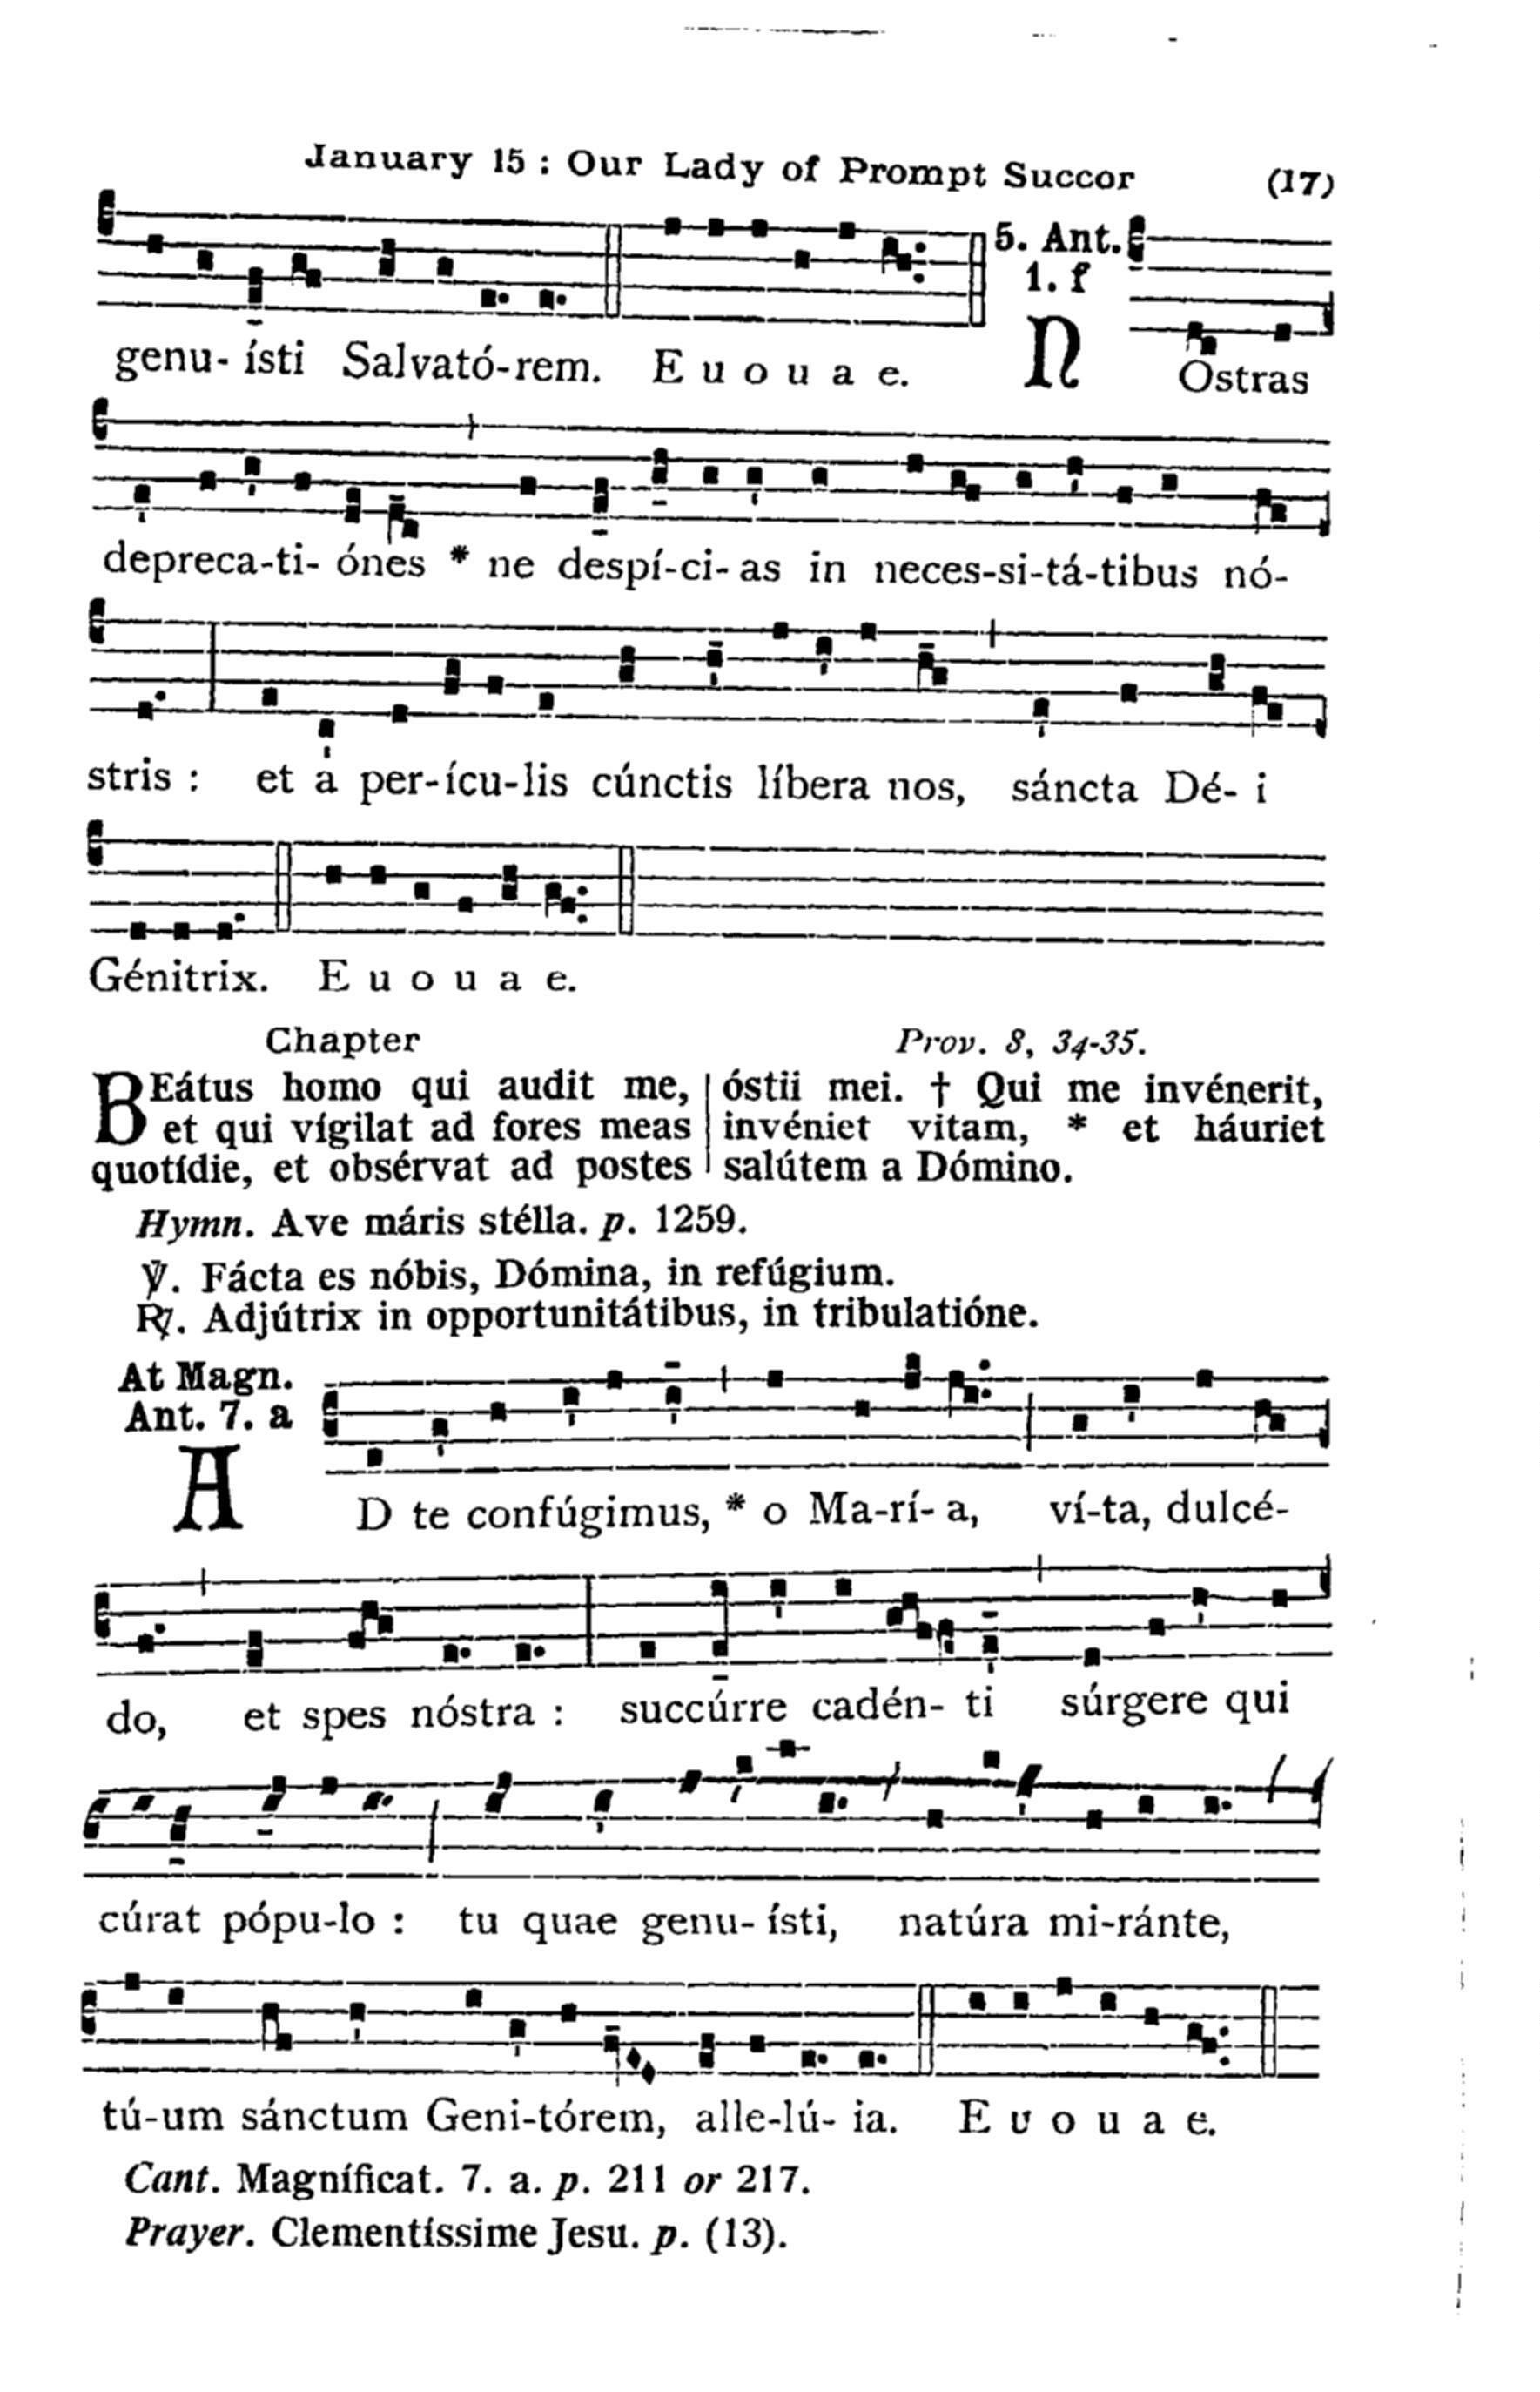 January 15 : Our Lady of Prompt Succor (17)
genu- ísti Salvató-rem. E u o u a e.
5. Ant.
1. f
NOstras
depreca-ti- ónes * ne despí-ci- as in neces-si-tá-tibus nó-
stris : et a per-ícu-lis cúnctis líbera nos, sáncta Dé- i
Génitrix. E u o u a e.
Chapter Prov. 8, 34-35.
BEátus homo qui audit me,
et qui vígilat ad fores meas
quotídie, et obsérvat ad postes
óstii mei. † Qui me invénerit,
invéniet vitam, * et háuriet
salútem a Dómino.
Hymn. Ave máris stélla. p. 1259.
℣. Fácta es nóbis, Dómina, in refúgium.
℟. Adjútrix in opportunitátibus, in tribulatióne.
At Magn.
Ant. 7. a
AD te confúgimus, * o Ma-rí- a, ví-ta, dulcé-
do, et spes nóstra : succúrre cadén- ti súrgere qui
cúrat pópu-lo : tu quae genu- ísti, natúra mi-ránte,
tú-um sánctum Geni-tórem, alle-lú- ia. E u o u a e.
Cant. Magníficat. 7. a. p. 211 or 217.
Prayer. Clementíssime Jesu. p. (13).